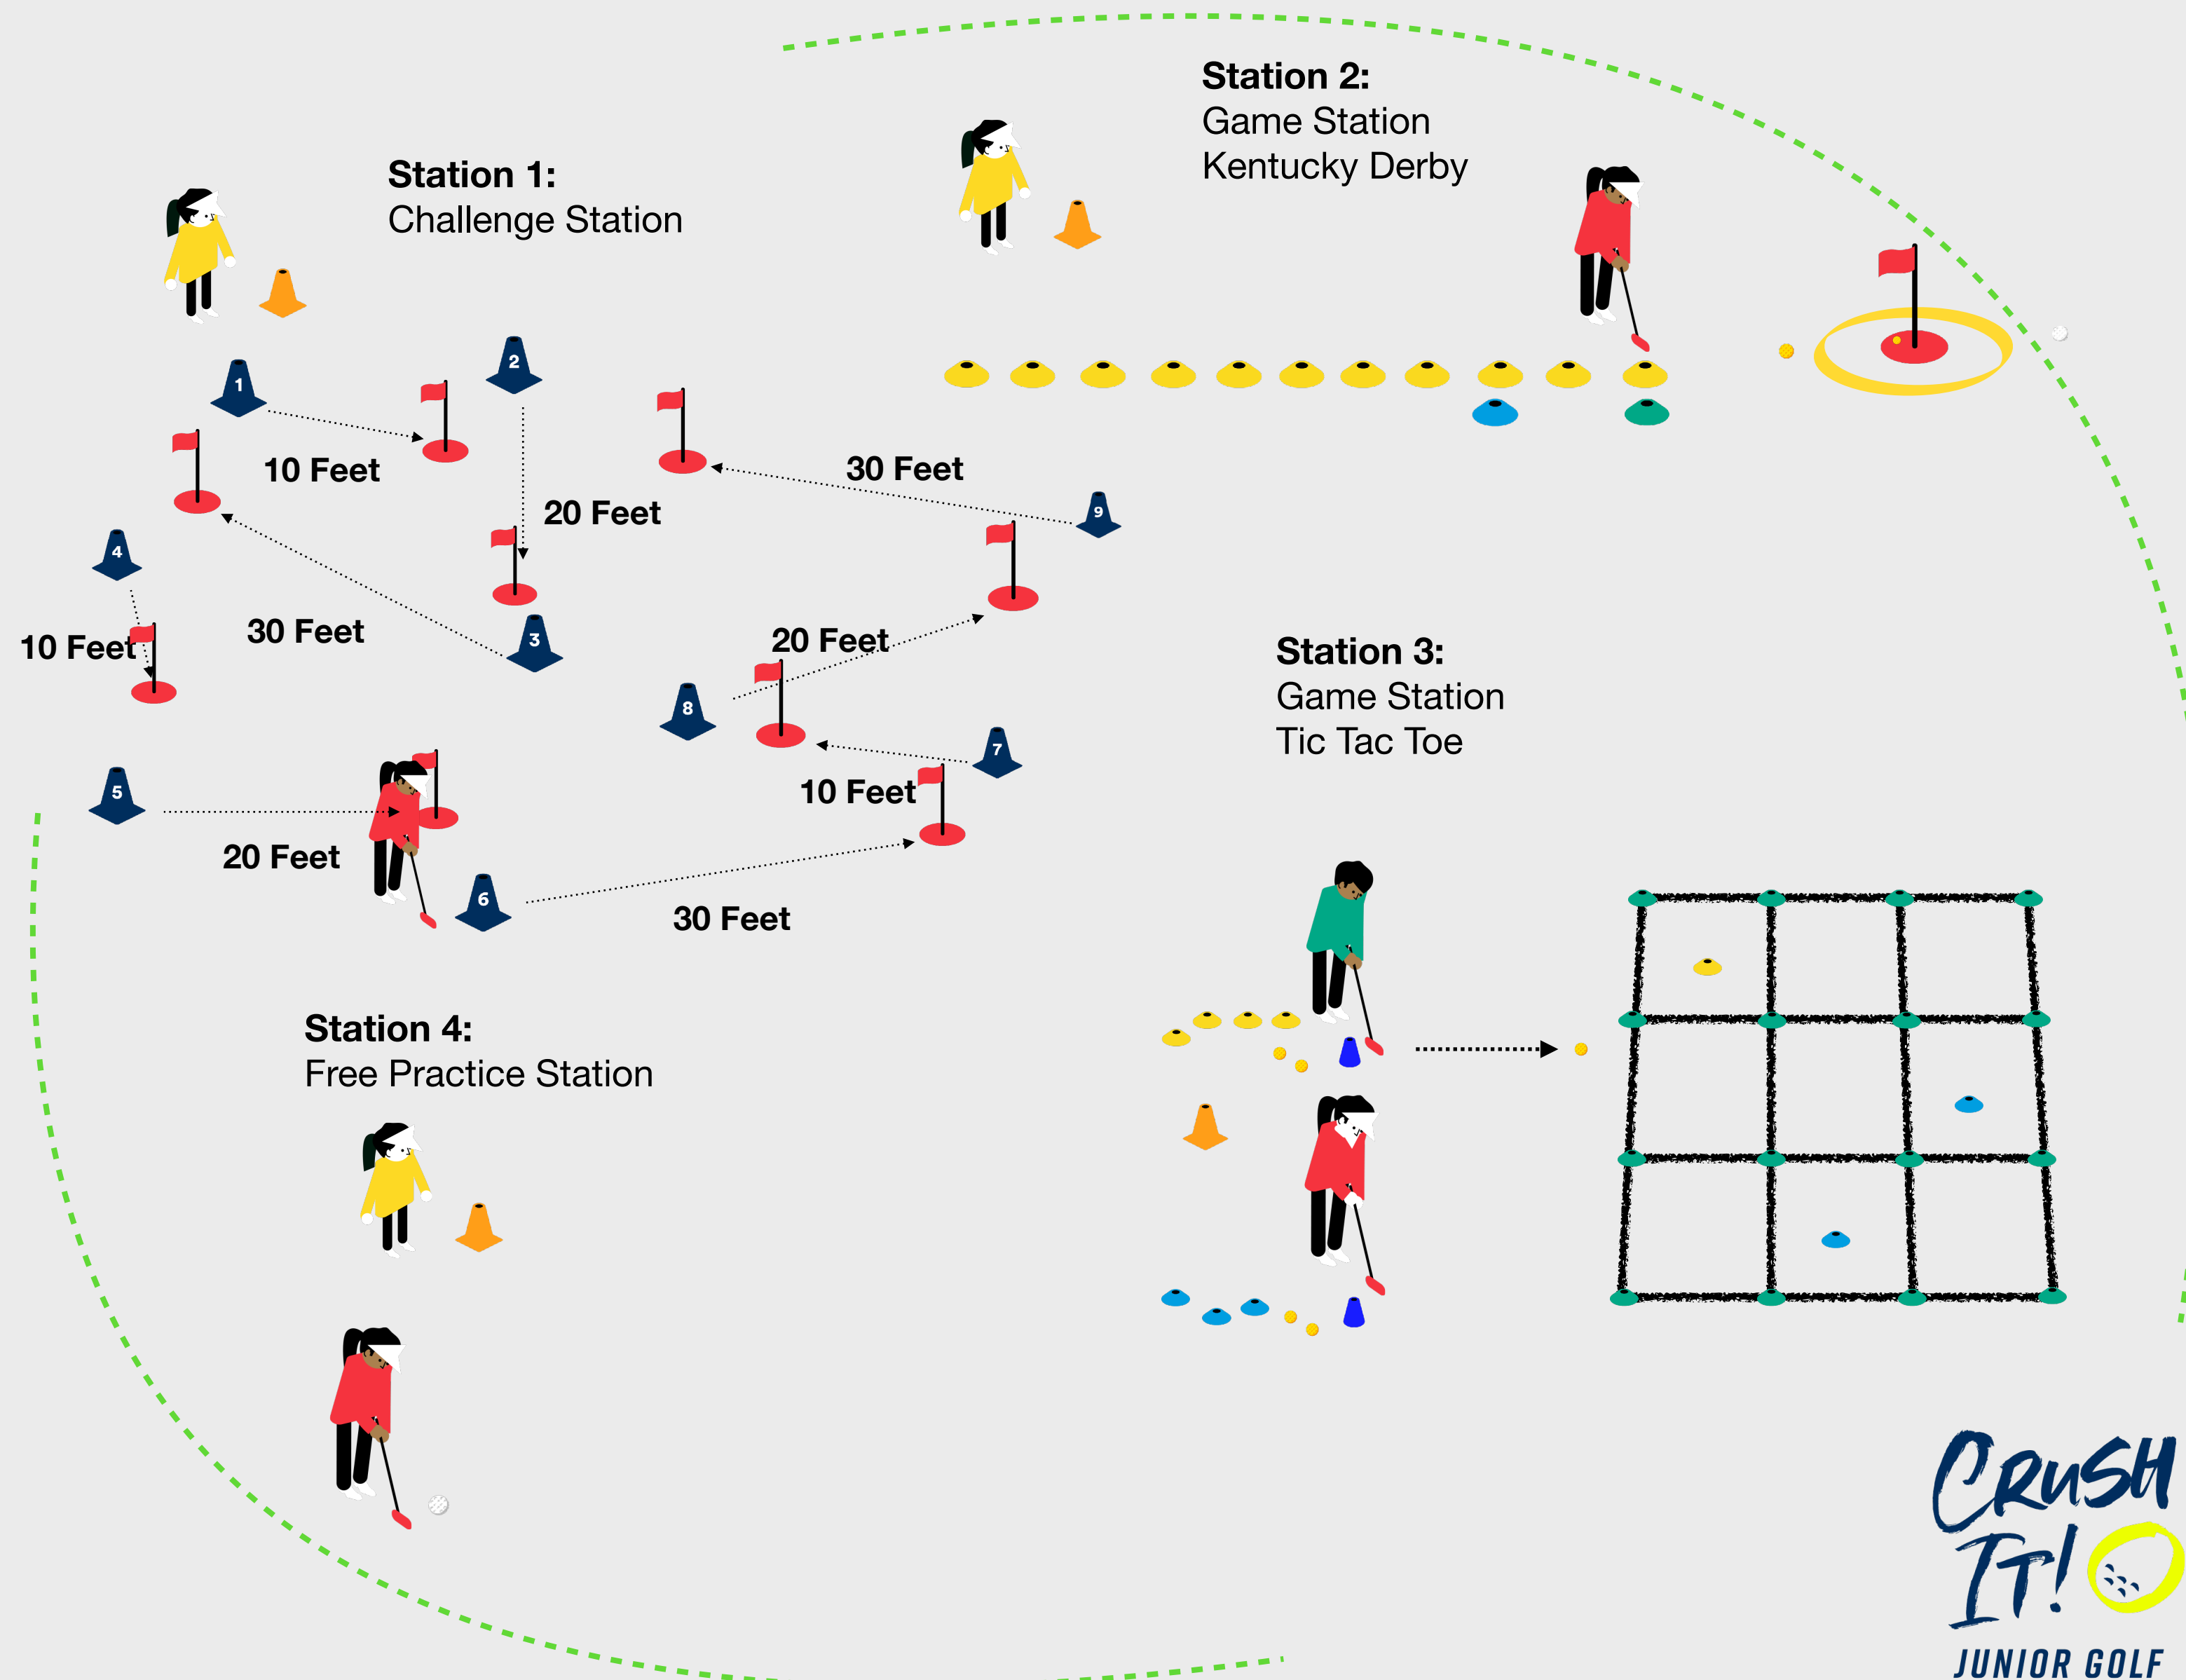 Station 1:
Challenge Station
1
10 Feet
2
20 Feet
3
30 Feet
4
10 Feet
5
20 Feet
6
30 Feet
7
10 Feet
8
20 Feet
9
30 Feet
Station 2:
Game Station
Kentucky Derby
Station 3:
Game Station
Tic Tac Toe
Station 4:
Free Practice Station
CRUSH
IT!
JUNIOR GOLF